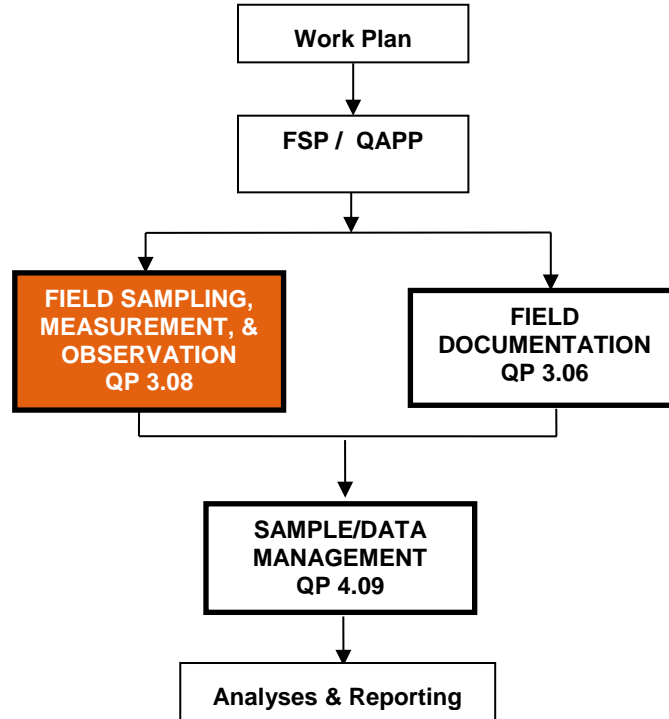 Work Plan
FSP / QAPP
FIELD SAMPLING,
MEASUREMENT, &
OBSERVATION
QP 3.08
FIELD
DOCUMENTATION
QP 3.06
SAMPLE/DATA
MANAGEMENT
QP 4.09
Analyses & Reporting